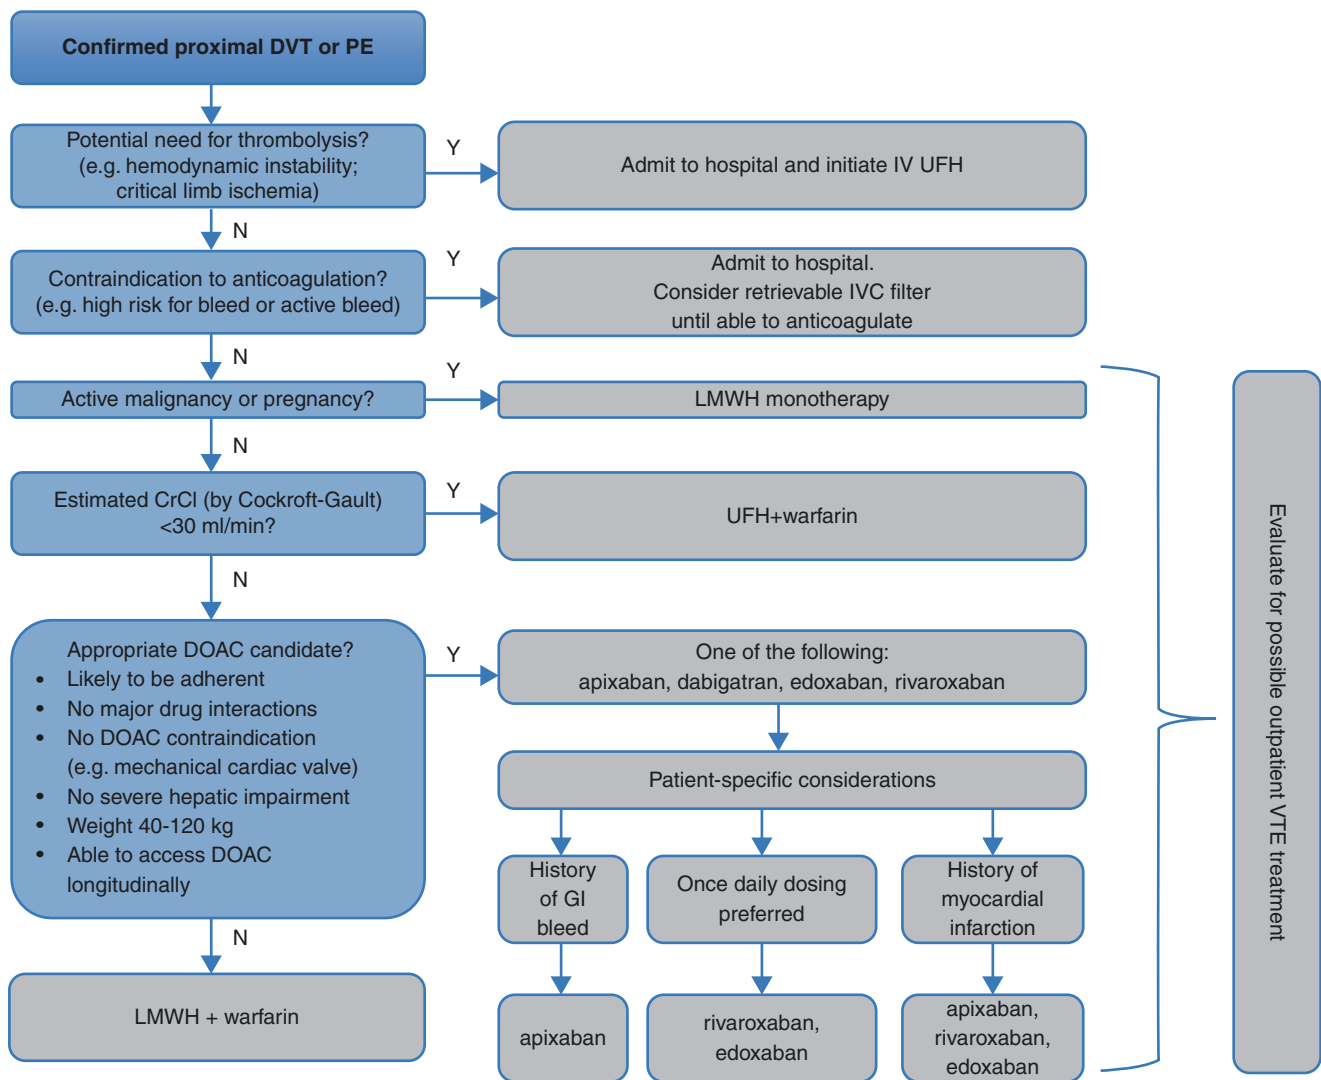 Confirmed proximal DVT or PE
Potential need for thrombolysis?
(e.g. hemodynamic instability;
critical limb ischemia)
Y
Admit to hospital and initiate IV UFH
N
Contraindication to anticoagulation?
(e.g. high risk for bleed or active bleed)
Y
Admit to hospital.
Consider retrievable IVC filter
until able to anticoagulate
N
Active malignancy or pregnancy?
Y
LMWH monotherapy
N
Estimated CrCl (by Cockroft-Gault)
<30 ml/min?
Y
UFH+warfarin
N
Appropriate DOAC candidate?
• Likely to be adherent
• No major drug interactions
• No DOAC contraindication
(e.g. mechanical cardiac valve)
• No severe hepatic impairment
• Weight 40-120 kg
• Able to access DOAC
longitudinally
Y
One of the following:
apixaban, dabigatran, edoxaban, rivaroxaban
Patient-specific considerations
History
of GI
bleed
Once daily dosing
preferred
History of
myocardial
infarction
apixaban
rivaroxaban,
edoxaban
apixaban,
rivaroxaban,
edoxaban
N
LMWH + warfarin
Evaluate for possible outpatient VTE treatment